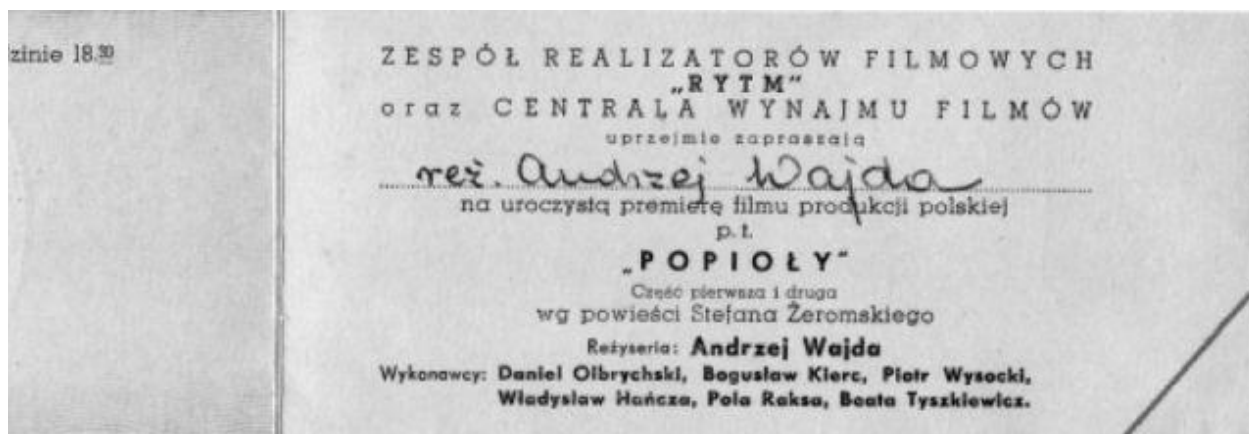 zinie 18.30
ZESPÓŁ REALIZATORÓW FILMOWYCH
„RYTM”
oraz CENTRALA WYNAJMU FILMÓW
uprzejmie zapraszają
reż. Andrzej Wajda
na uroczystą premierę filmu produkcji polskiej
p. t.
„POPIOŁY”
Część pierwsza i druga
wg powieści Stefana Żeromskiego
Reżyseria: Andrzej Wajda
Wykonawcy: Daniel Olbrychski, Bogusław Kierc, Piotr Wysocki,
Władysław Hańcza, Pola Raksa, Beata Tyszkiewicz.